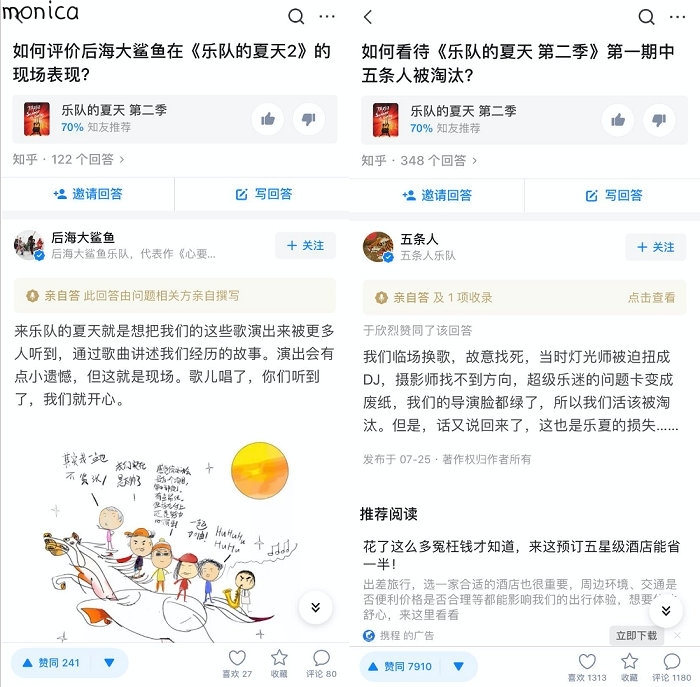 monica
如何评价后海大鲨鱼在《乐队的夏天2》的
现场表现?
乐队的夏天 第二季
70% 知友推荐
知乎 · 122 个回答 >
邀请回答
写回答
后海大鲨鱼
后海大鲨鱼乐队，代表作《心要...
+ 关注
亲自答 此回答由问题相关方亲自撰写
来乐队的夏天就是想把我们的这些歌演出来被更多
人听到，通过歌曲讲述我们经历的故事。演出会有
点小遗憾，但这就是现场。歌儿唱了，你们听到
了，我们就开心。
一起
HuHuHu
HuHu
赞同 241
喜欢 27
收藏
评论 80
如何看待《乐队的夏天 第二季》第一期中
五条人被淘汰?
乐队的夏天 第二季
70% 知友推荐
知乎 · 348 个回答 >
邀请回答
写回答
五条人
五条人乐队
+ 关注
亲自答 及 1 项收录
点击查看
于欣烈赞同了该回答
我们临场换歌，故意找死，当时灯光师被迫扭成
DJ，摄影师找不到方向，超级乐迷的问题卡变成
废纸，我们的导演脸都绿了，所以我们活该被淘
汰。但是，话又说回来了，这也是乐夏的损失……
发布于 07-25 · 著作权归作者所有
推荐阅读
花了这么多冤枉钱才知道，来这预订五星级酒店能省
一半！
出差旅行，选一家合适的酒店也很重要，周边环境、交通是
否便利价格是否合理等都能影响我们的出行体验，想要
舒心，来这里看看
携程 的广告
立即下载
赞同 7910
喜欢 1313
收藏
评论 1180